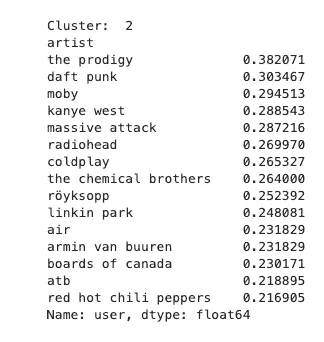 Cluster:  2
artist
the prodigy             0.382071
daft punk               0.303467
moby                    0.294513
kanye west              0.288543
massive attack          0.287216
radiohead               0.269970
coldplay                0.265327
the chemical brothers   0.264000
röyksopp                0.252392
linkin park             0.248081
air                     0.231829
armin van buuren        0.231829
boards of canada        0.230171
atb                     0.218895
red hot chili peppers   0.216905
Name: user, dtype: float64